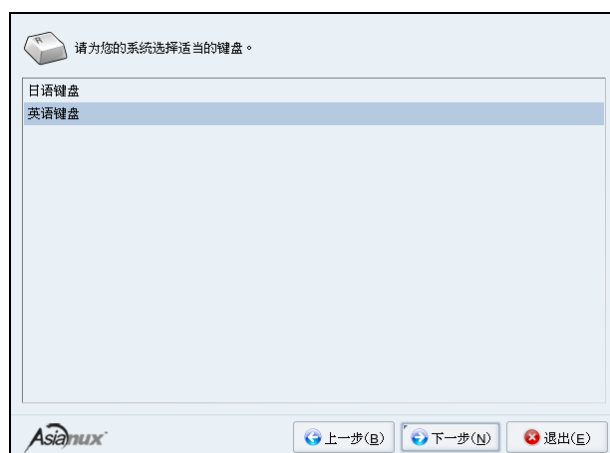 请为您的系统选择适当的键盘。
日语键盘
英语键盘
Asianux
上一步(B)
下一步(N)
退出(E)